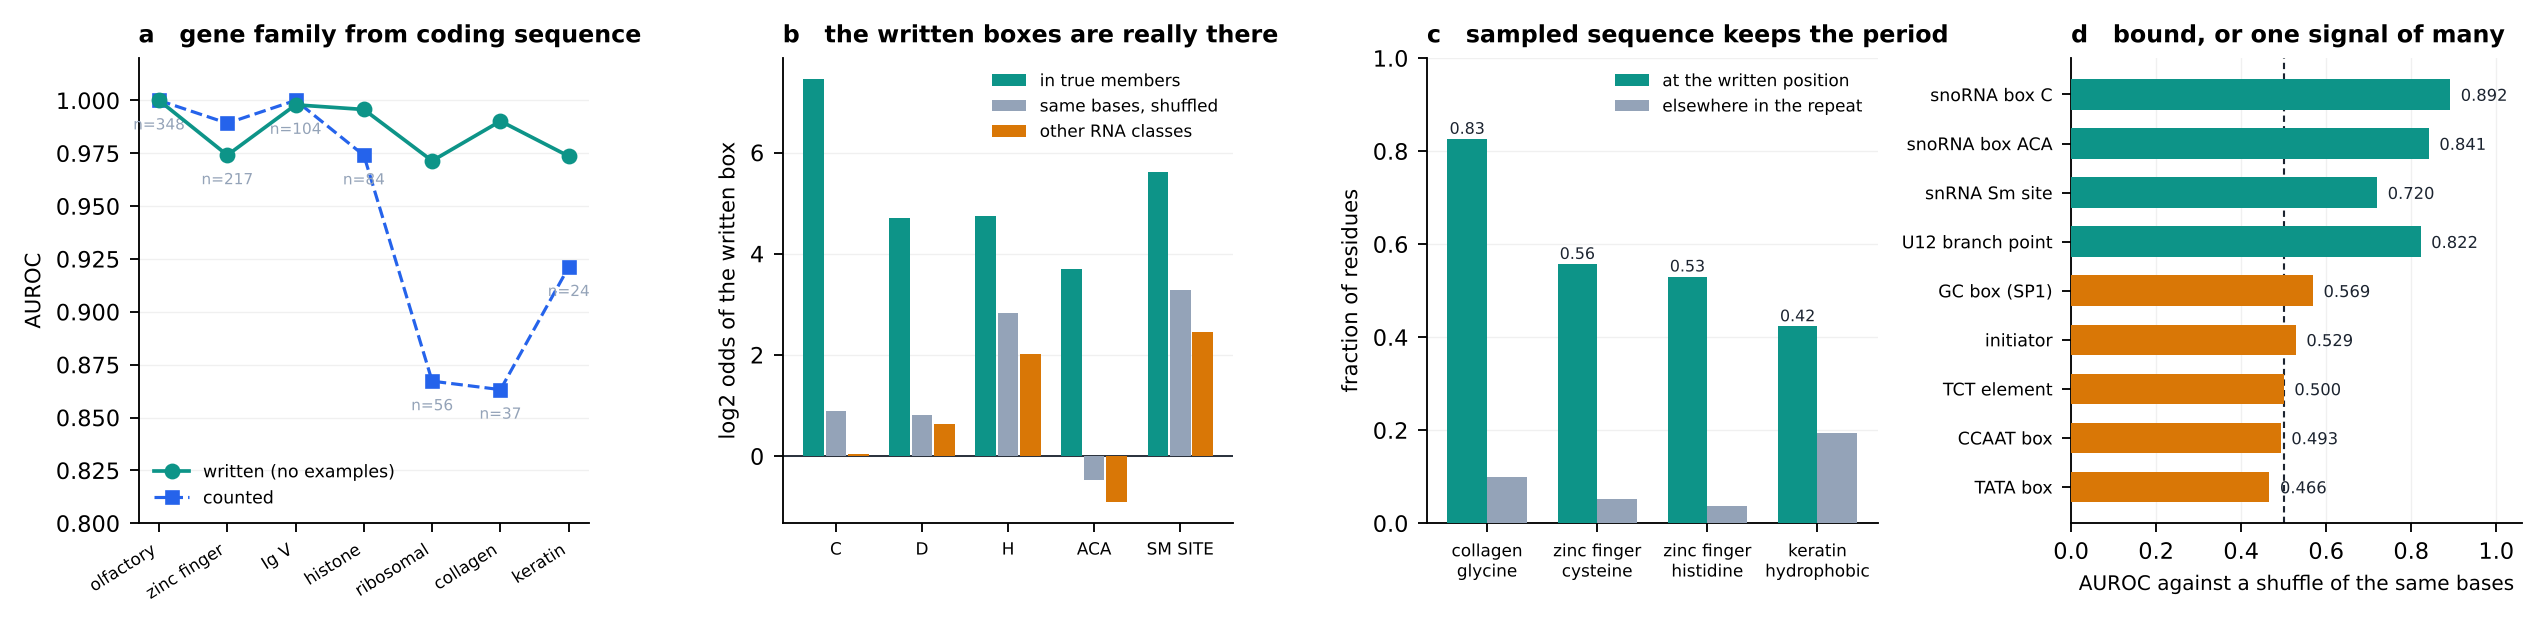 a gene family from coding sequence
AUROC
1.000
0.975
0.950
0.925
0.900
0.875
0.850
0.825
0.800
n=348
n=217
n=104
n=84
n=56
n=37
n=24
written (no examples)
counted
olfactory
zinc finger
Ig V
histone
ribosomal
collagen
keratin
b the written boxes are really there
log2 odds of the written box
6
4
2
0
in true members
same bases, shuffled
other RNA classes
C
D
H
ACA
SM SITE
c sampled sequence keeps the period
fraction of residues
1.0
0.8
0.6
0.4
0.2
0.0
at the written position
elsewhere in the repeat
0.83
0.56
0.53
0.42
collagen
glycine
zinc finger
cysteine
zinc finger
histidine
keratin
hydrophobic
d bound, or one signal of many
snoRNA box C 0.892
snoRNA box ACA 0.841
snRNA Sm site 0.720
U12 branch point 0.822
GC box (SP1) 0.569
initiator 0.529
TCT element 0.500
CCAAT box 0.493
TATA box 0.466
0.0 0.2 0.4 0.6 0.8 1.0
AUROC against a shuffle of the same bases